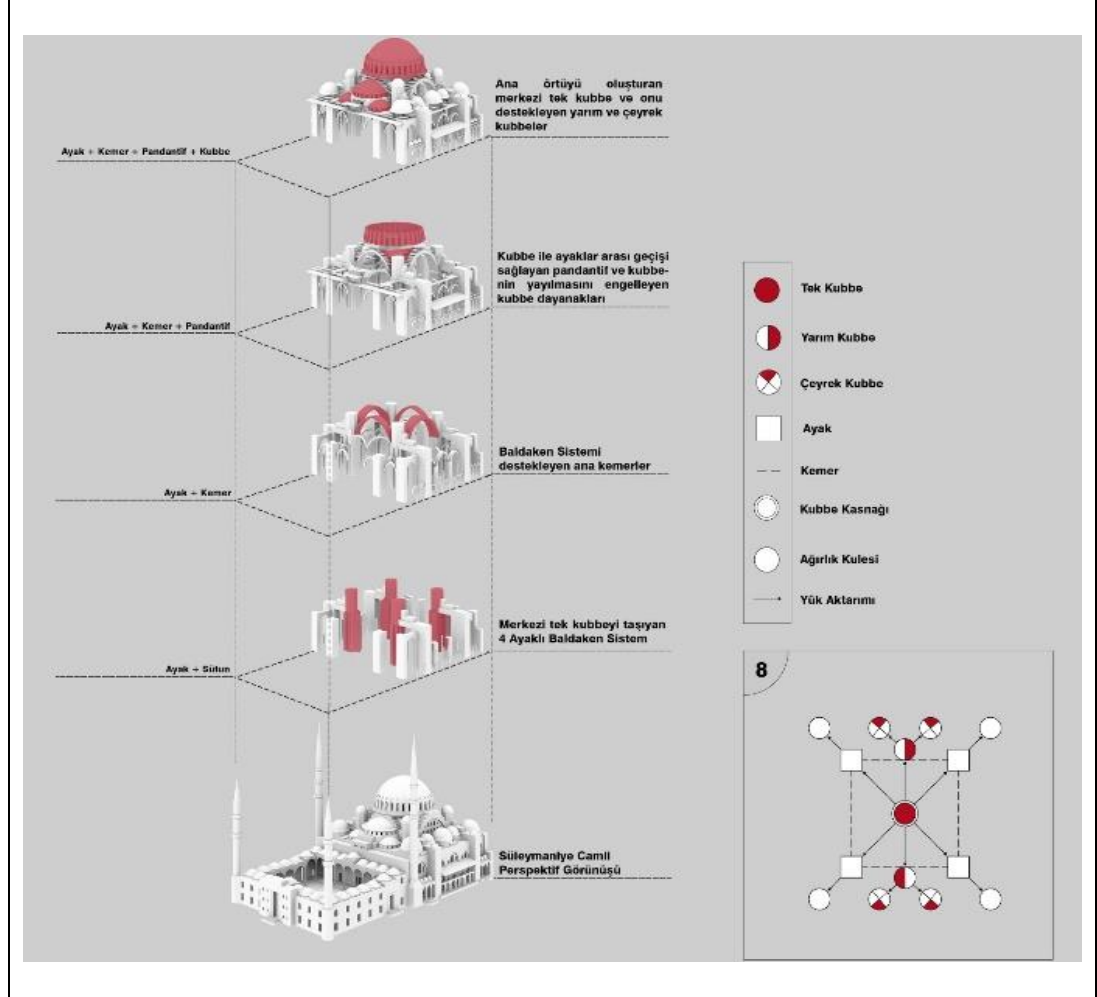 Ana örtüyü oluşturan
merkezi tek kubbe ve onu
destekleyen yarım ve çeyrek
kubbeler
Ayak + Kemer + Pandantif + Kubbe
Kubbe ile ayaklar arası geçişi
sağlayan pandantif ve kubbe-
nin yayılmasını engelleyen
kubbe dayanakları
Ayak + Kemer + Pandantif
Baldaken Sistemi
destekleyen ana kemerler
Ayak + Kemer
Merkezi tek kubbeyi taşıyan
4 Ayaklı Baldaken Sistem
Ayak + Sütun
Süleymaniye Camii
Perspektif Görünüşü
Tek Kubbe
Yarım Kubbe
Çeyrek Kubbe
Ayak
Kemer
Kubbe Kasnağı
Ağırlık Kulesi
Yük Aktarımı
8